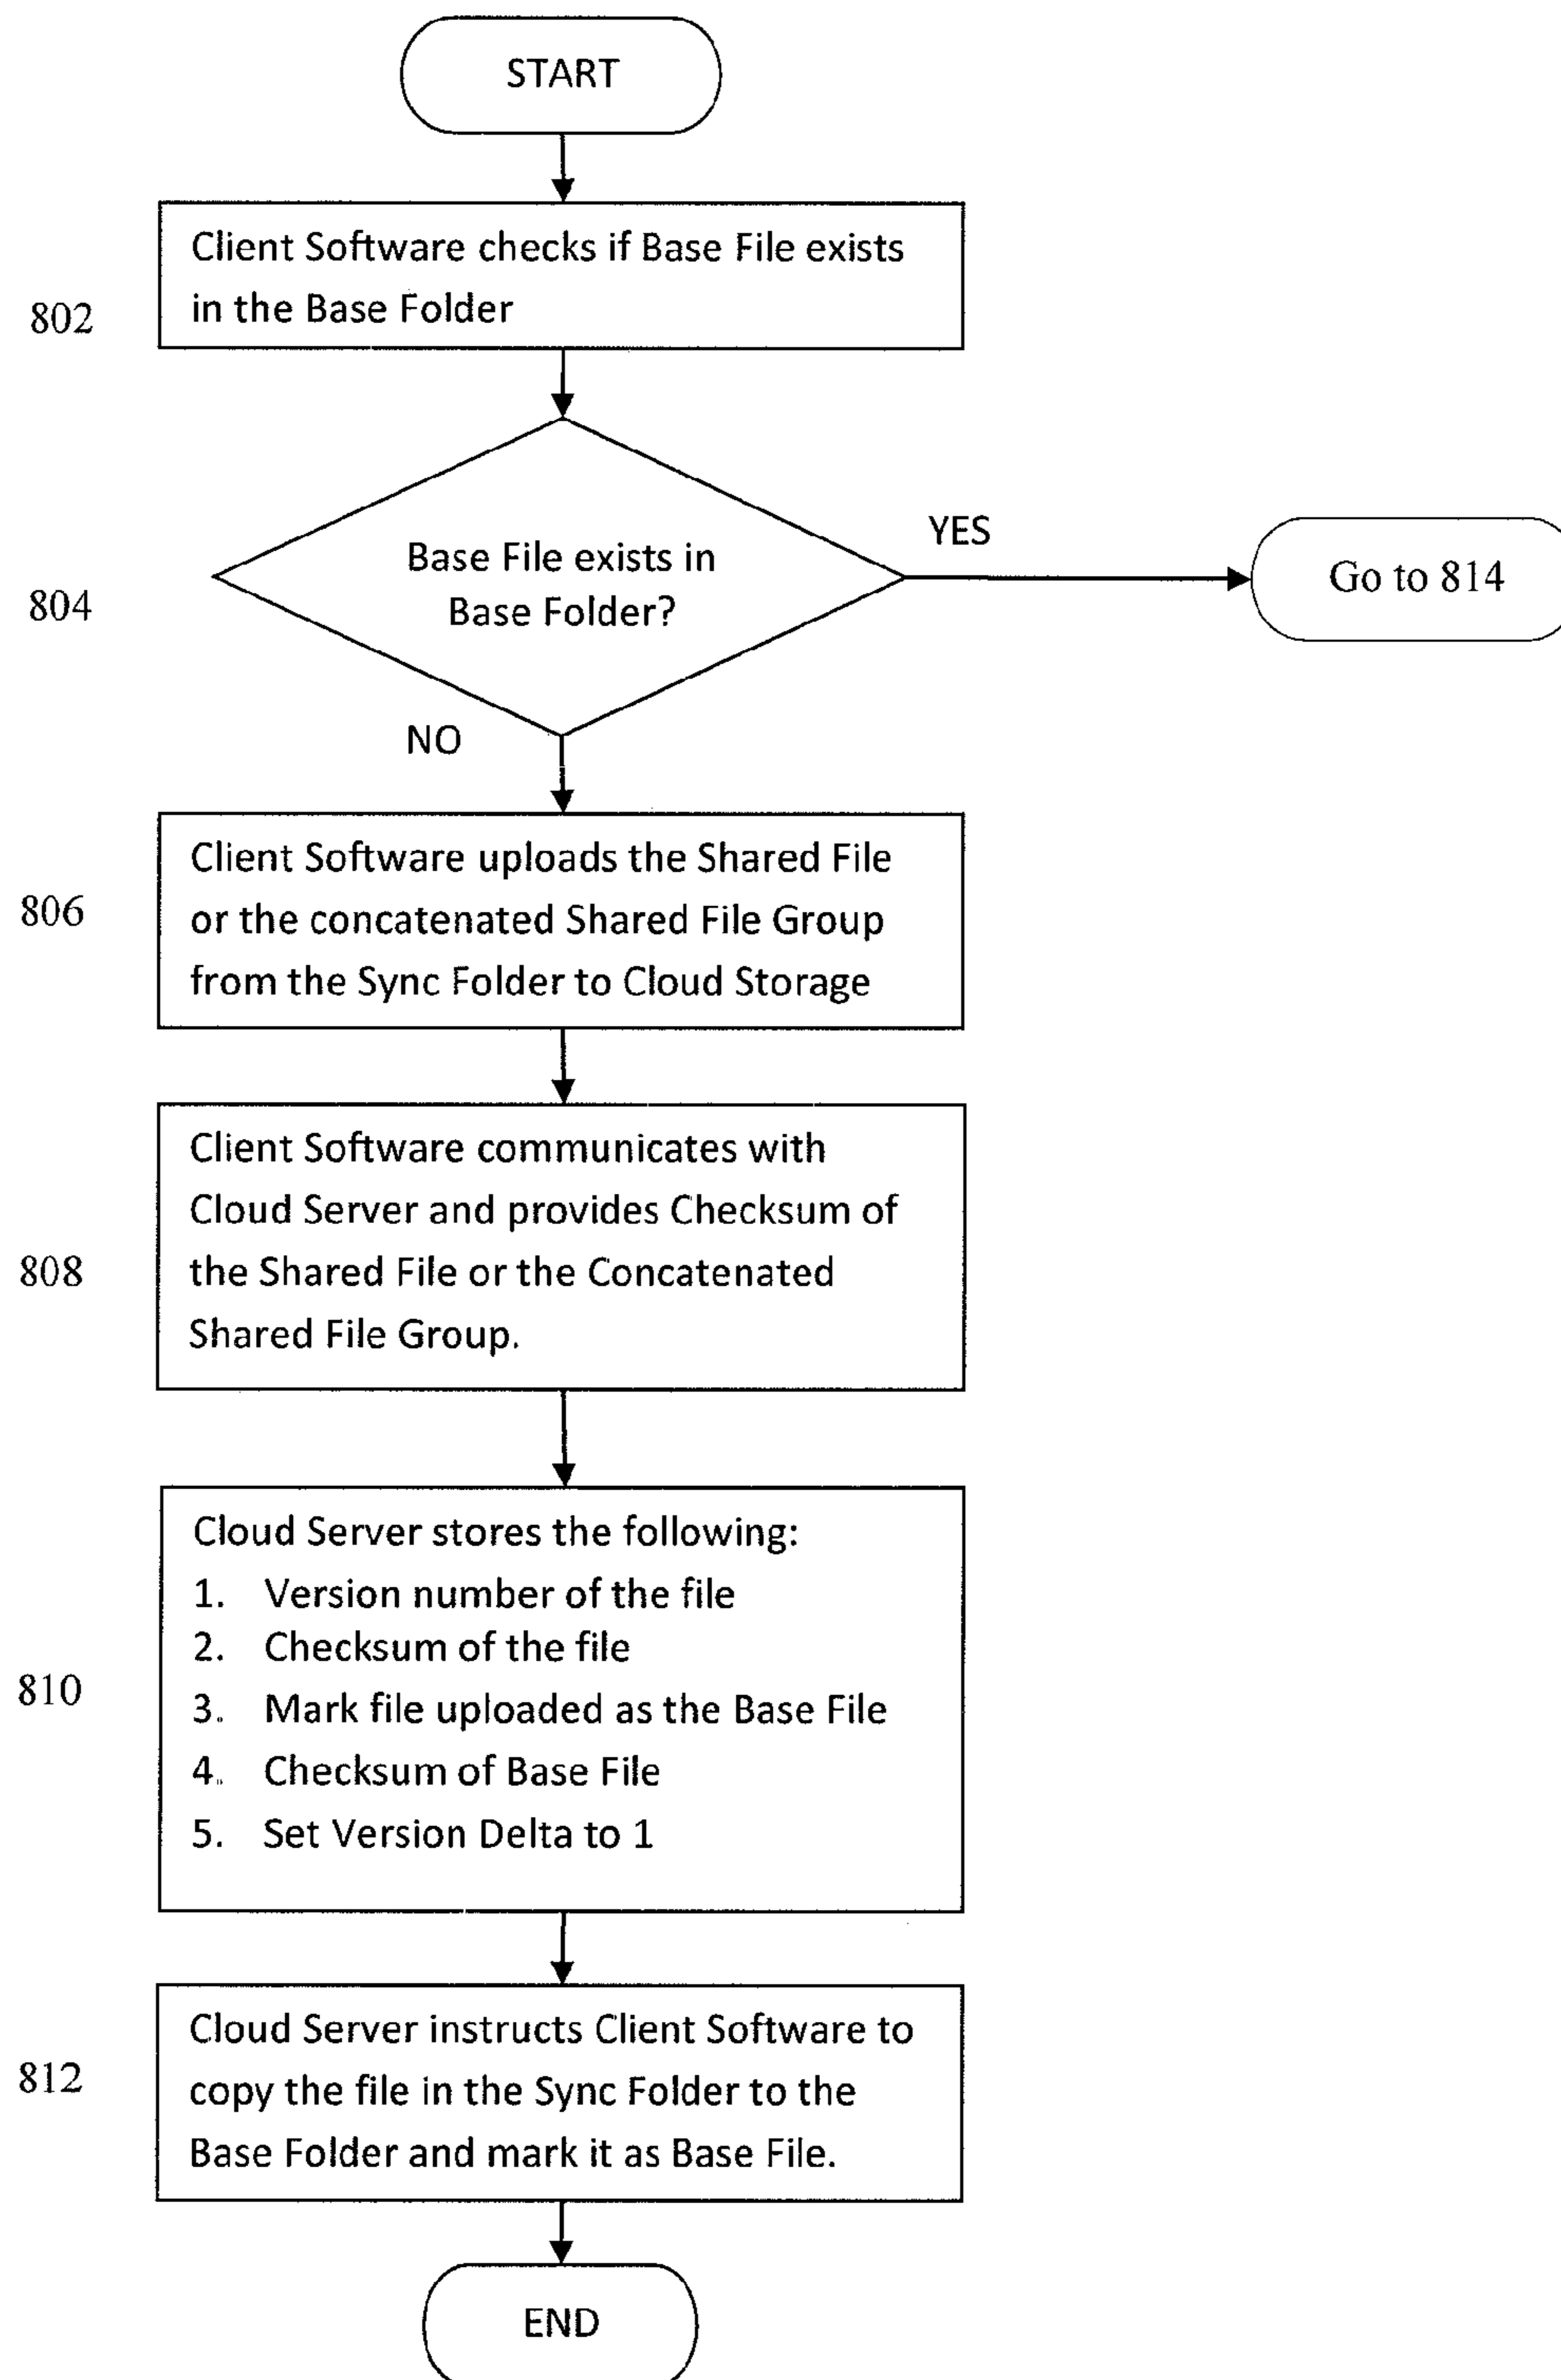 START
Client Software checks if Base File exists
in the Base Folder
802
Base File exists in
Base Folder?
YES
Go to 814
804
NO
Client Software uploads the Shared File
or the concatenated Shared File Group
from the Sync Folder to Cloud Storage
806
Client Software communicates with
Cloud Server and provides Checksum of
the Shared File or the Concatenated
Shared File Group.
808
Cloud Server stores the following:
1. Version number of the file
2. Checksum of the file
3. Mark file uploaded as the Base File
4. Checksum of Base File
5. Set Version Delta to 1
810
Cloud Server instructs Client Software to
copy the file in the Sync Folder to the
Base Folder and mark it as Base File.
812
END